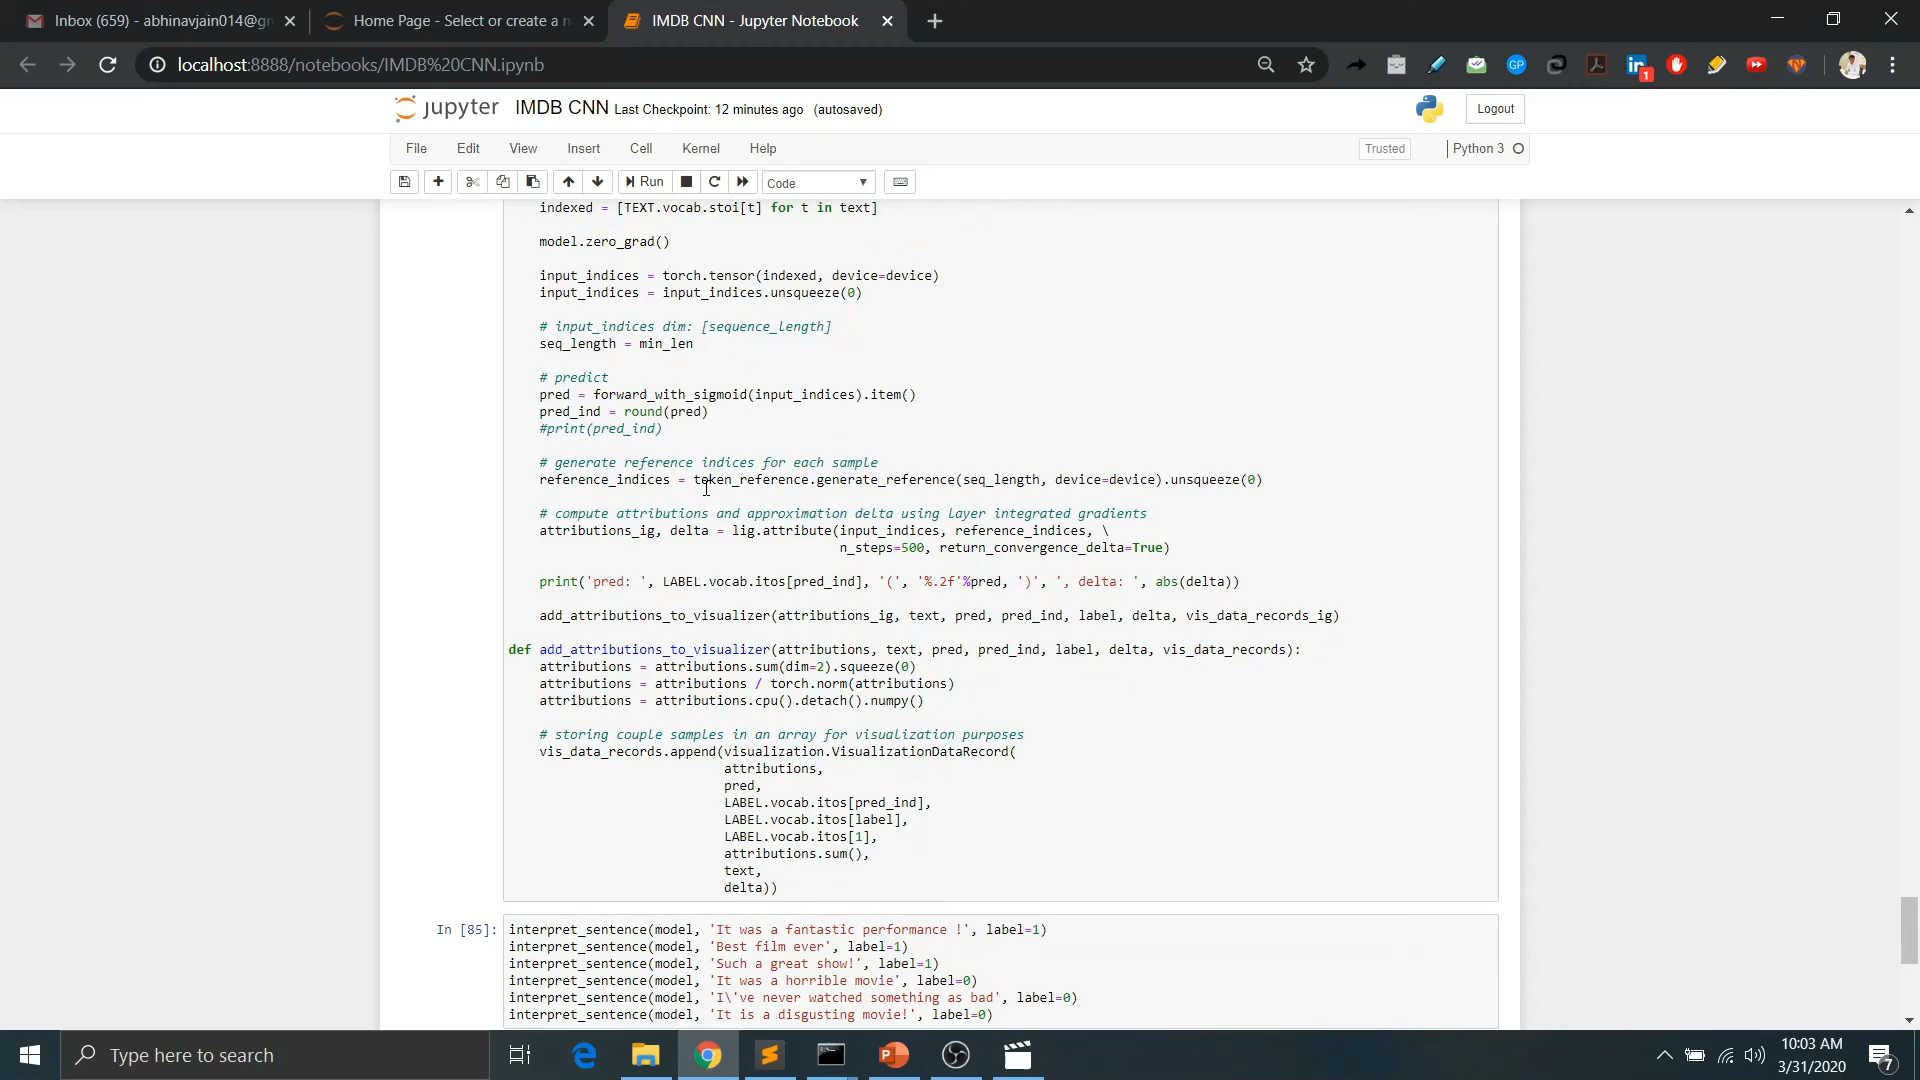 Inbox (659) - abhinavjain014@gm
Home Page - Select or create a n
IMDB CNN - Jupyter Notebook
localhost:8888/notebooks/IMDB%20CNN.ipynb
jupyter IMDB CNN Last Checkpoint: 12 minutes ago (autosaved)
Logout
File Edit View Insert Cell Kernel Help
Trusted
Python 3
Run
Code
indexed = [TEXT.vocab.stoi[t] for t in text]
model.zero_grad()
input_indices = torch.tensor(indexed, device=device)
input_indices = input_indices.unsqueeze(0)
# input_indices dim: [sequence_length]
seq_length = min_len
# predict
pred = forward_with_sigmoid(input_indices).item()
pred_ind = round(pred)
#print(pred_ind)
# generate reference indices for each sample
reference_indices = token_reference.generate_reference(seq_length, device=device).unsqueeze(0)
# compute attributions and approximation delta using layer integrated gradients
attributions_ig, delta = lig.attribute(input_indices, reference_indices, \
n_steps=500, return_convergence_delta=True)
print('pred: ', LABEL.vocab.itos[pred_ind], '(', '%.2f'%pred, ')', ', delta: ', abs(delta))
add_attributions_to_visualizer(attributions_ig, text, pred, pred_ind, label, delta, vis_data_records_ig)
def add_attributions_to_visualizer(attributions, text, pred, pred_ind, label, delta, vis_data_records):
attributions = attributions.sum(dim=2).squeeze(0)
attributions = attributions / torch.norm(attributions)
attributions = attributions.cpu().detach().numpy()
# storing couple samples in an array for visualization purposes
vis_data_records.append(visualization.VisualizationDataRecord(
attributions,
pred,
LABEL.vocab.itos[pred_ind],
LABEL.vocab.itos[label],
LABEL.vocab.itos[1],
attributions.sum(),
text,
delta))
In [85]:
interpret_sentence(model, 'It was a fantastic performance !', label=1)
interpret_sentence(model, 'Best film ever', label=1)
interpret_sentence(model, 'Such a great show!', label=1)
interpret_sentence(model, 'It was a horrible movie', label=0)
interpret_sentence(model, 'I\'ve never watched something as bad', label=0)
interpret_sentence(model, 'It is a disgusting movie!', label=0)
Type here to search
10:03 AM
3/31/2020
7
GP
in
1